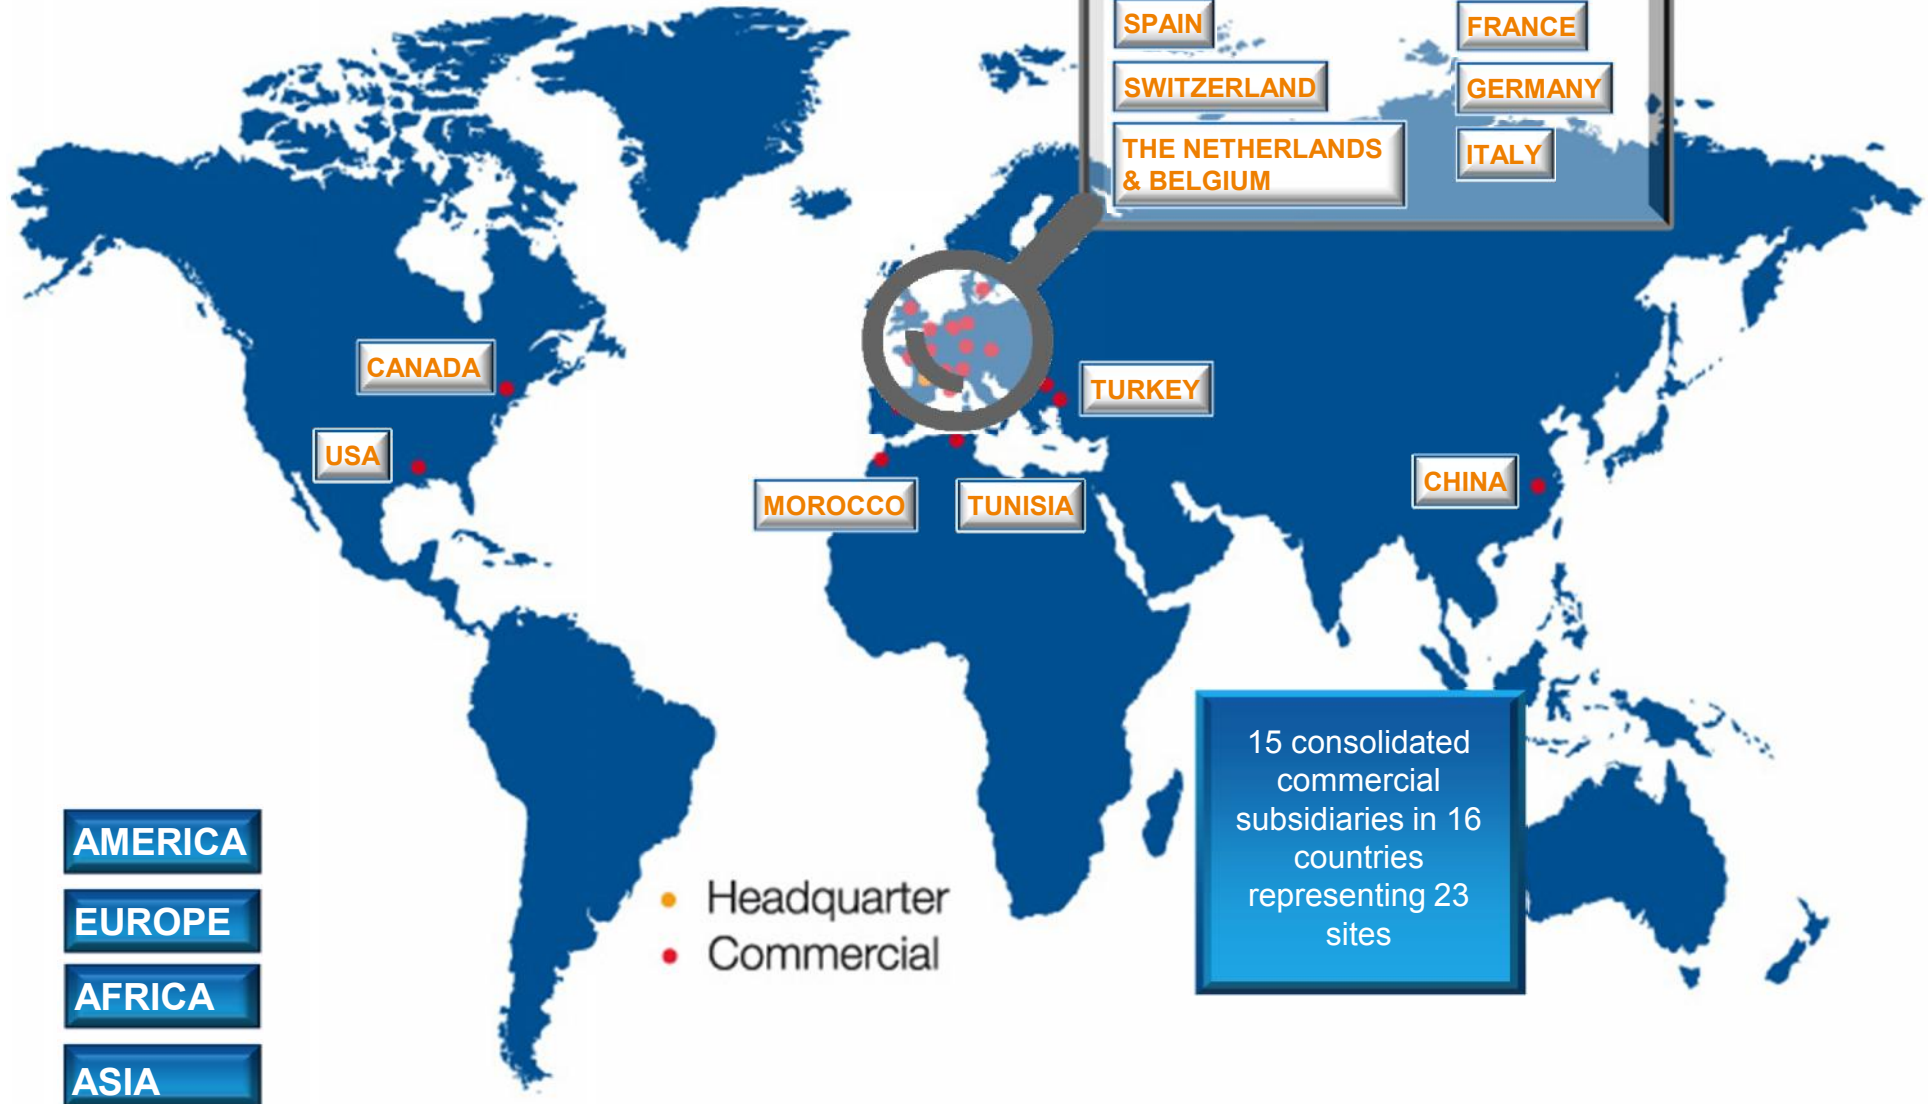 SPAIN
FRANCE
SWITZERLAND
GERMANY
THE NETHERLANDS
& BELGIUM
ITALY
CANADA
TURKEY
USA
CHINA
MOROCCO
TUNISIA
15 consolidated
commercial
subsidiaries in 16
countries
representing 23
sites
AMERICA
EUROPE
AFRICA
ASIA
Headquarter
Commercial